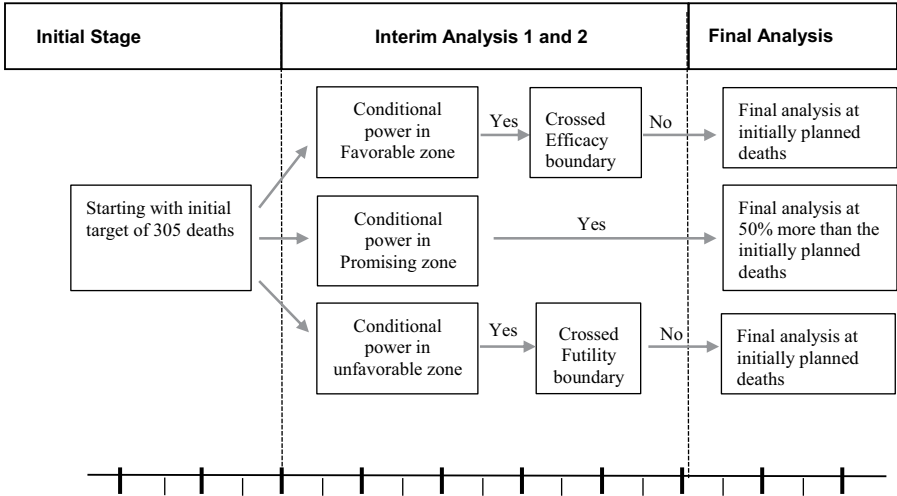 Initial Stage
Interim Analysis 1 and 2
Final Analysis
Starting with initial
target of 305 deaths
Conditional
power in
Favorable zone
Yes
Crossed
Efficacy
boundary
No
Final analysis at
initially planned
deaths
Conditional
power in
Promising zone
Yes
Final analysis at
50% more than the
initially planned
deaths
Conditional
power in
unfavorable zone
Yes
Crossed
Futility
boundary
No
Final analysis at
initially planned
deaths